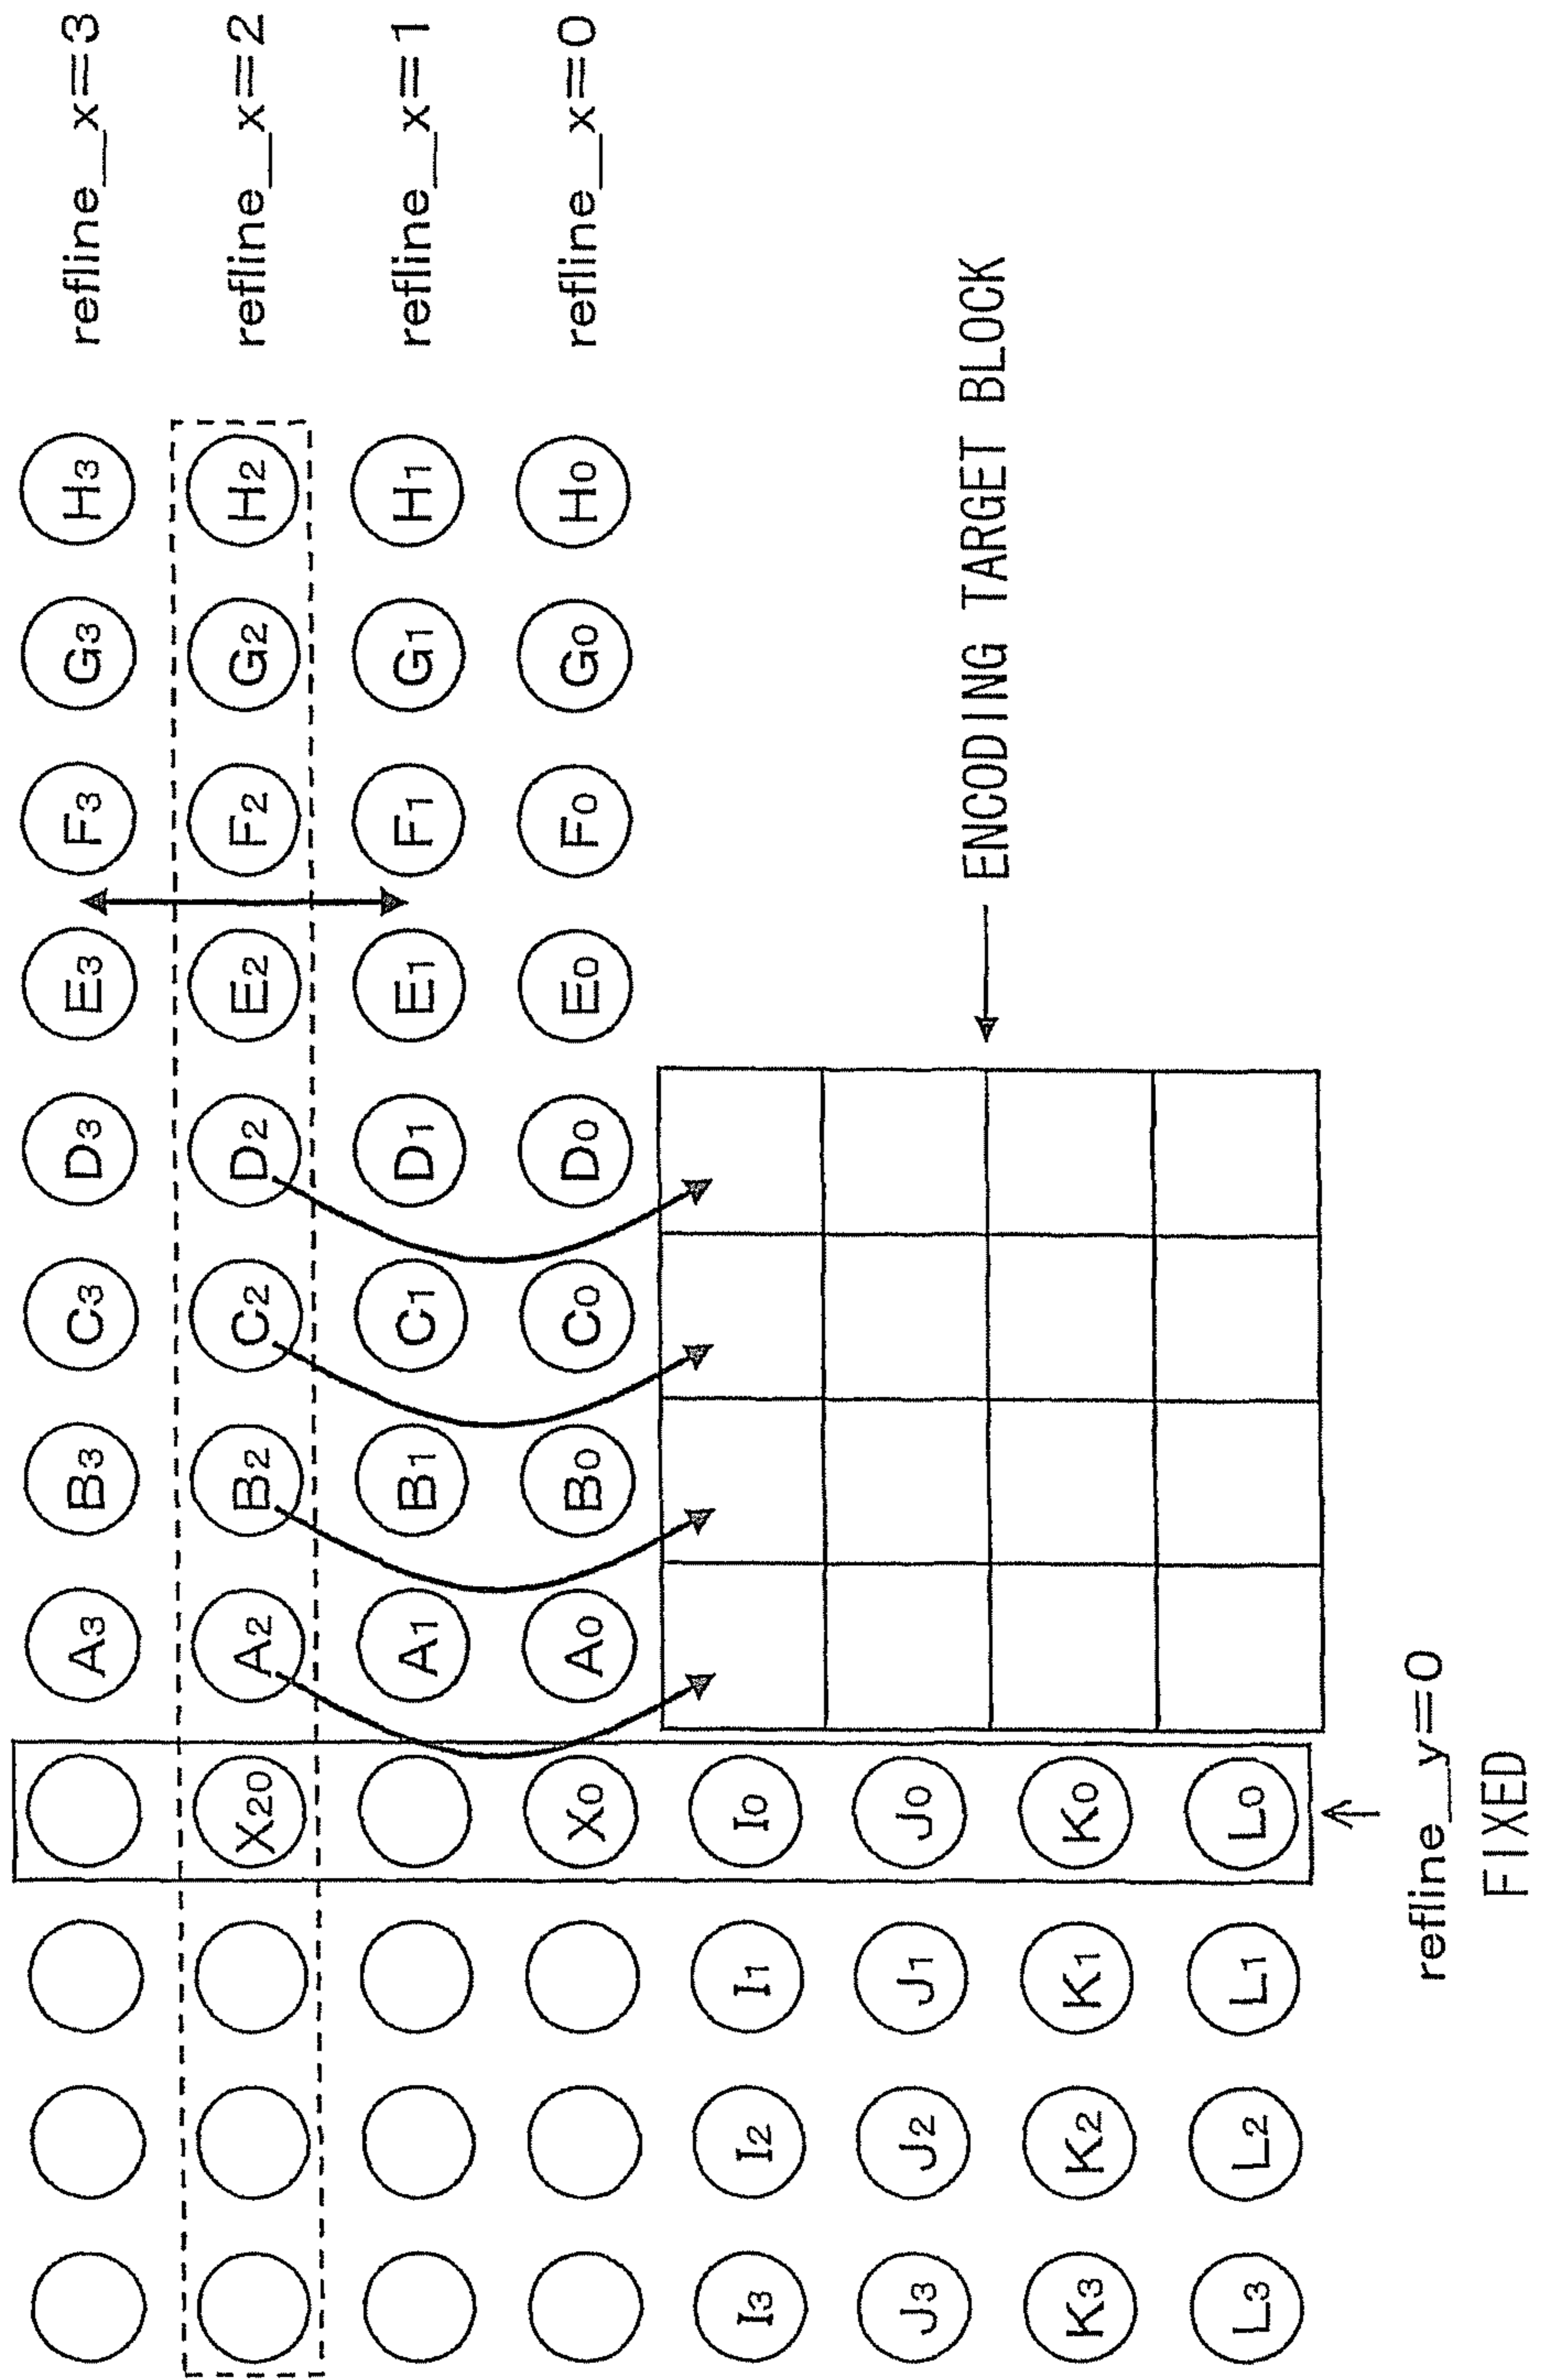 A3 B3 C3 D3 E3 F3 G3 H3 refline_x=3
X20 A2 B2 C2 D2 E2 F2 G2 H2 refline_x=2
A1 B1 C1 D1 E1 F1 G1 H1 refline_x=1
X0 A0 B0 C0 D0 E0 F0 G0 H0 refline_x=0
I3 I2 I1 I0
J3 J2 J1 J0
ENCODING TARGET BLOCK
K3 K2 K1 K0
L3 L2 L1 L0
refline_y=0
FIXED